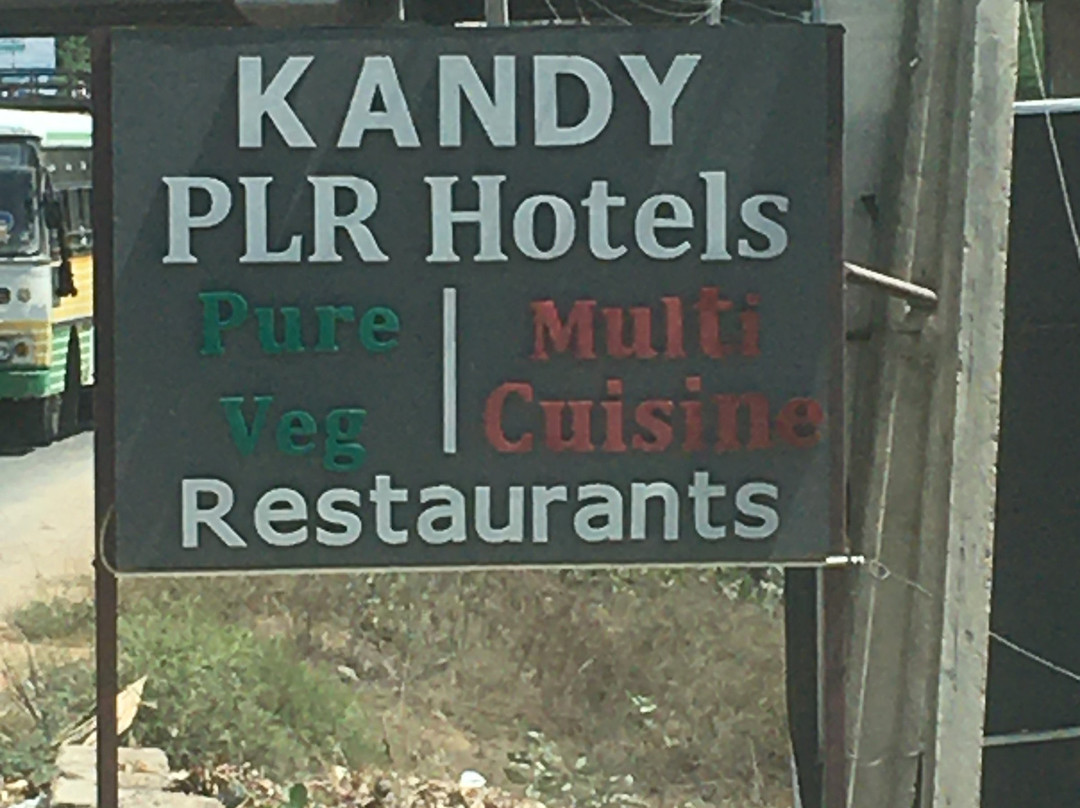 KANDY
PLR Hotels
Pure
Veg
Multi
Cuisine
Restaurants